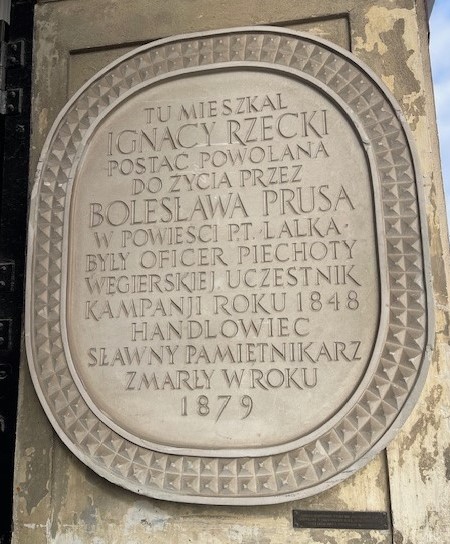 TU MIESZKAŁ
IGNACY RZECKI
POSTAĆ POWOŁANA
DO ŻYCIA PRZEZ
BOLESŁAWA PRUSA
W POWIEŚCI P.T. LALKA·
BYŁY OFICER PIECHOTY
WĘGIERSKIEJ UCZESTNIK
KAMPANJI ROKU 1848
HANDLOWIEC
SŁAWNY PAMIĘTNIKARZ
ZMARŁY W ROKU
1879